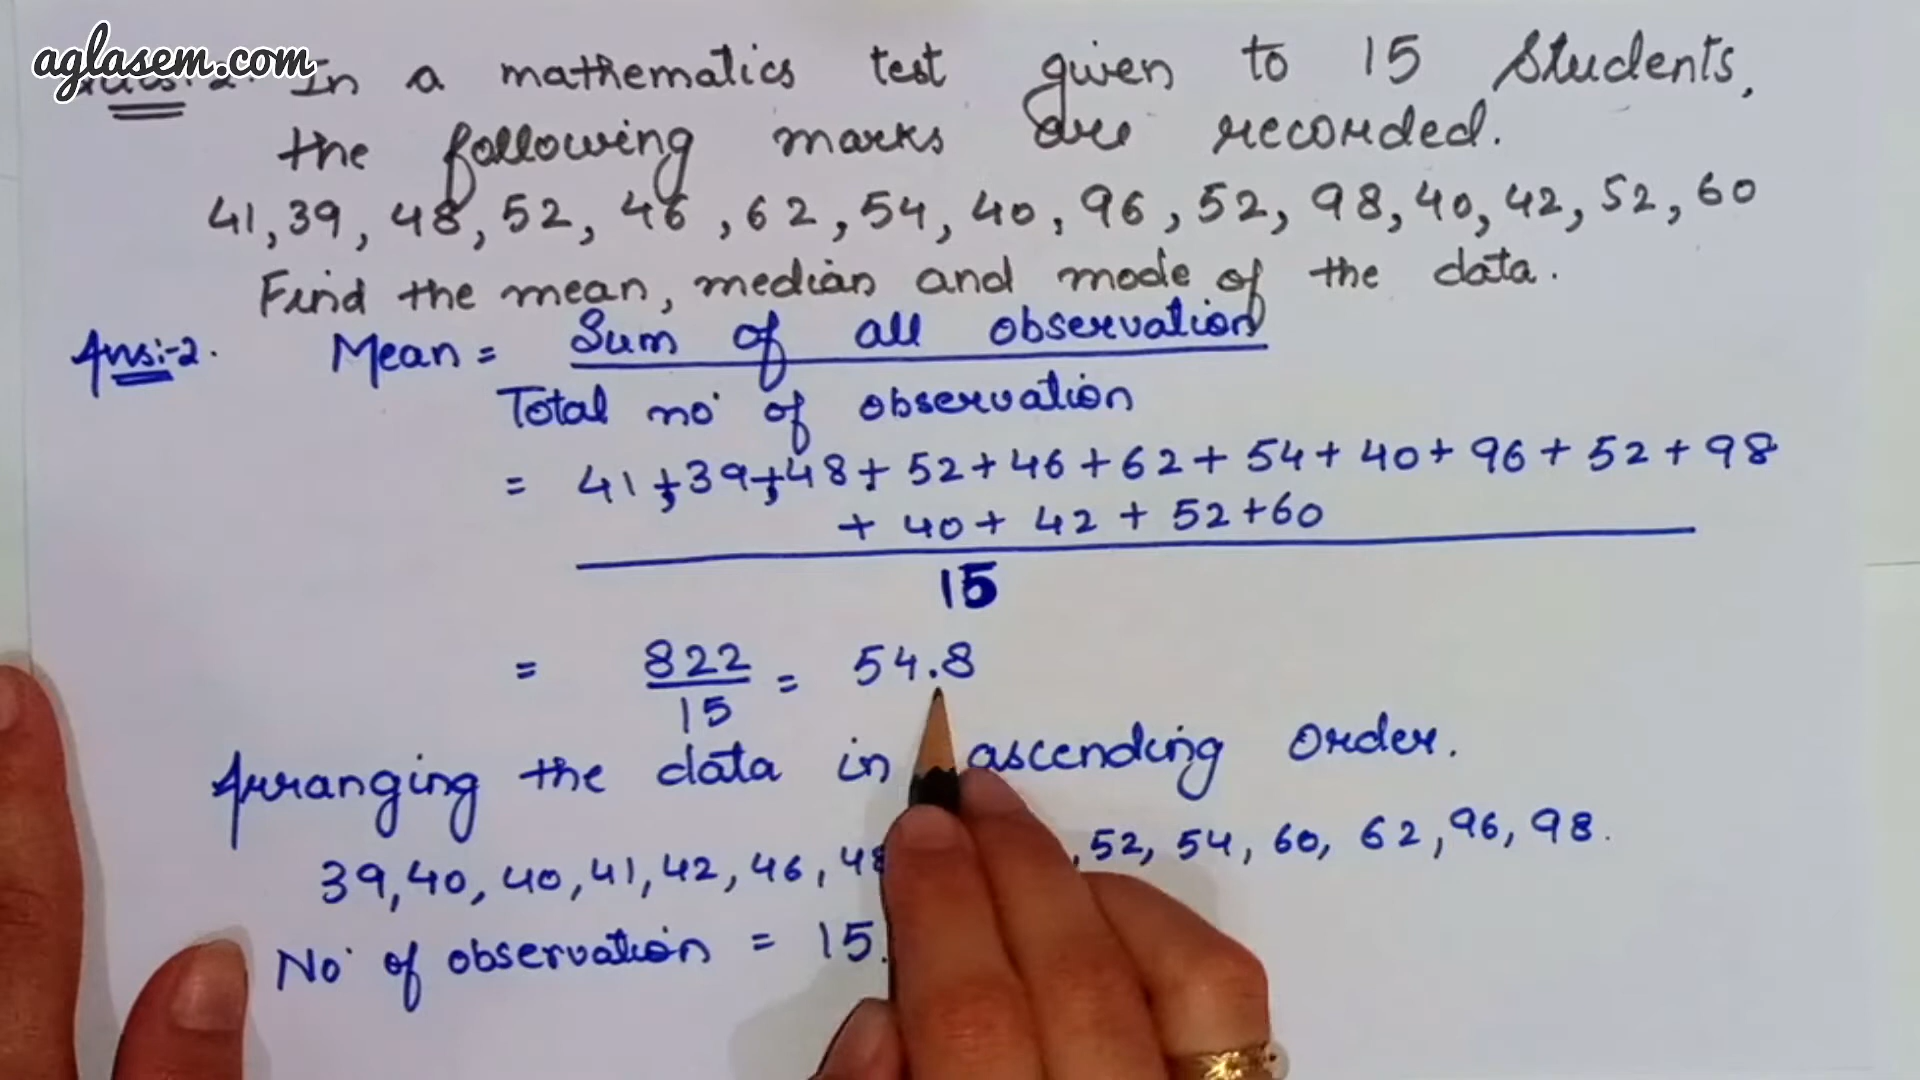 aglasem.com
In a mathematics test given to 15 Students,
the following marks are recorded.
41, 39, 48, 52, 46, 62, 54, 40, 96, 52, 98, 40, 42, 52, 60
Find the mean, median and mode of the data.
Ans:-2. Mean = Sum of all observation
Total no. of observation
= 41 + 39 + 48 + 52 + 46 + 62 + 54 + 40 + 96 + 52 + 98
+ 40 + 42 + 52 + 60
15
= 822/15 = 54.8
Arranging the data in ascending order.
39, 40, 40, 41, 42, 46, 48 , 52, 54, 60, 62, 96, 98.
No. of observation = 15.